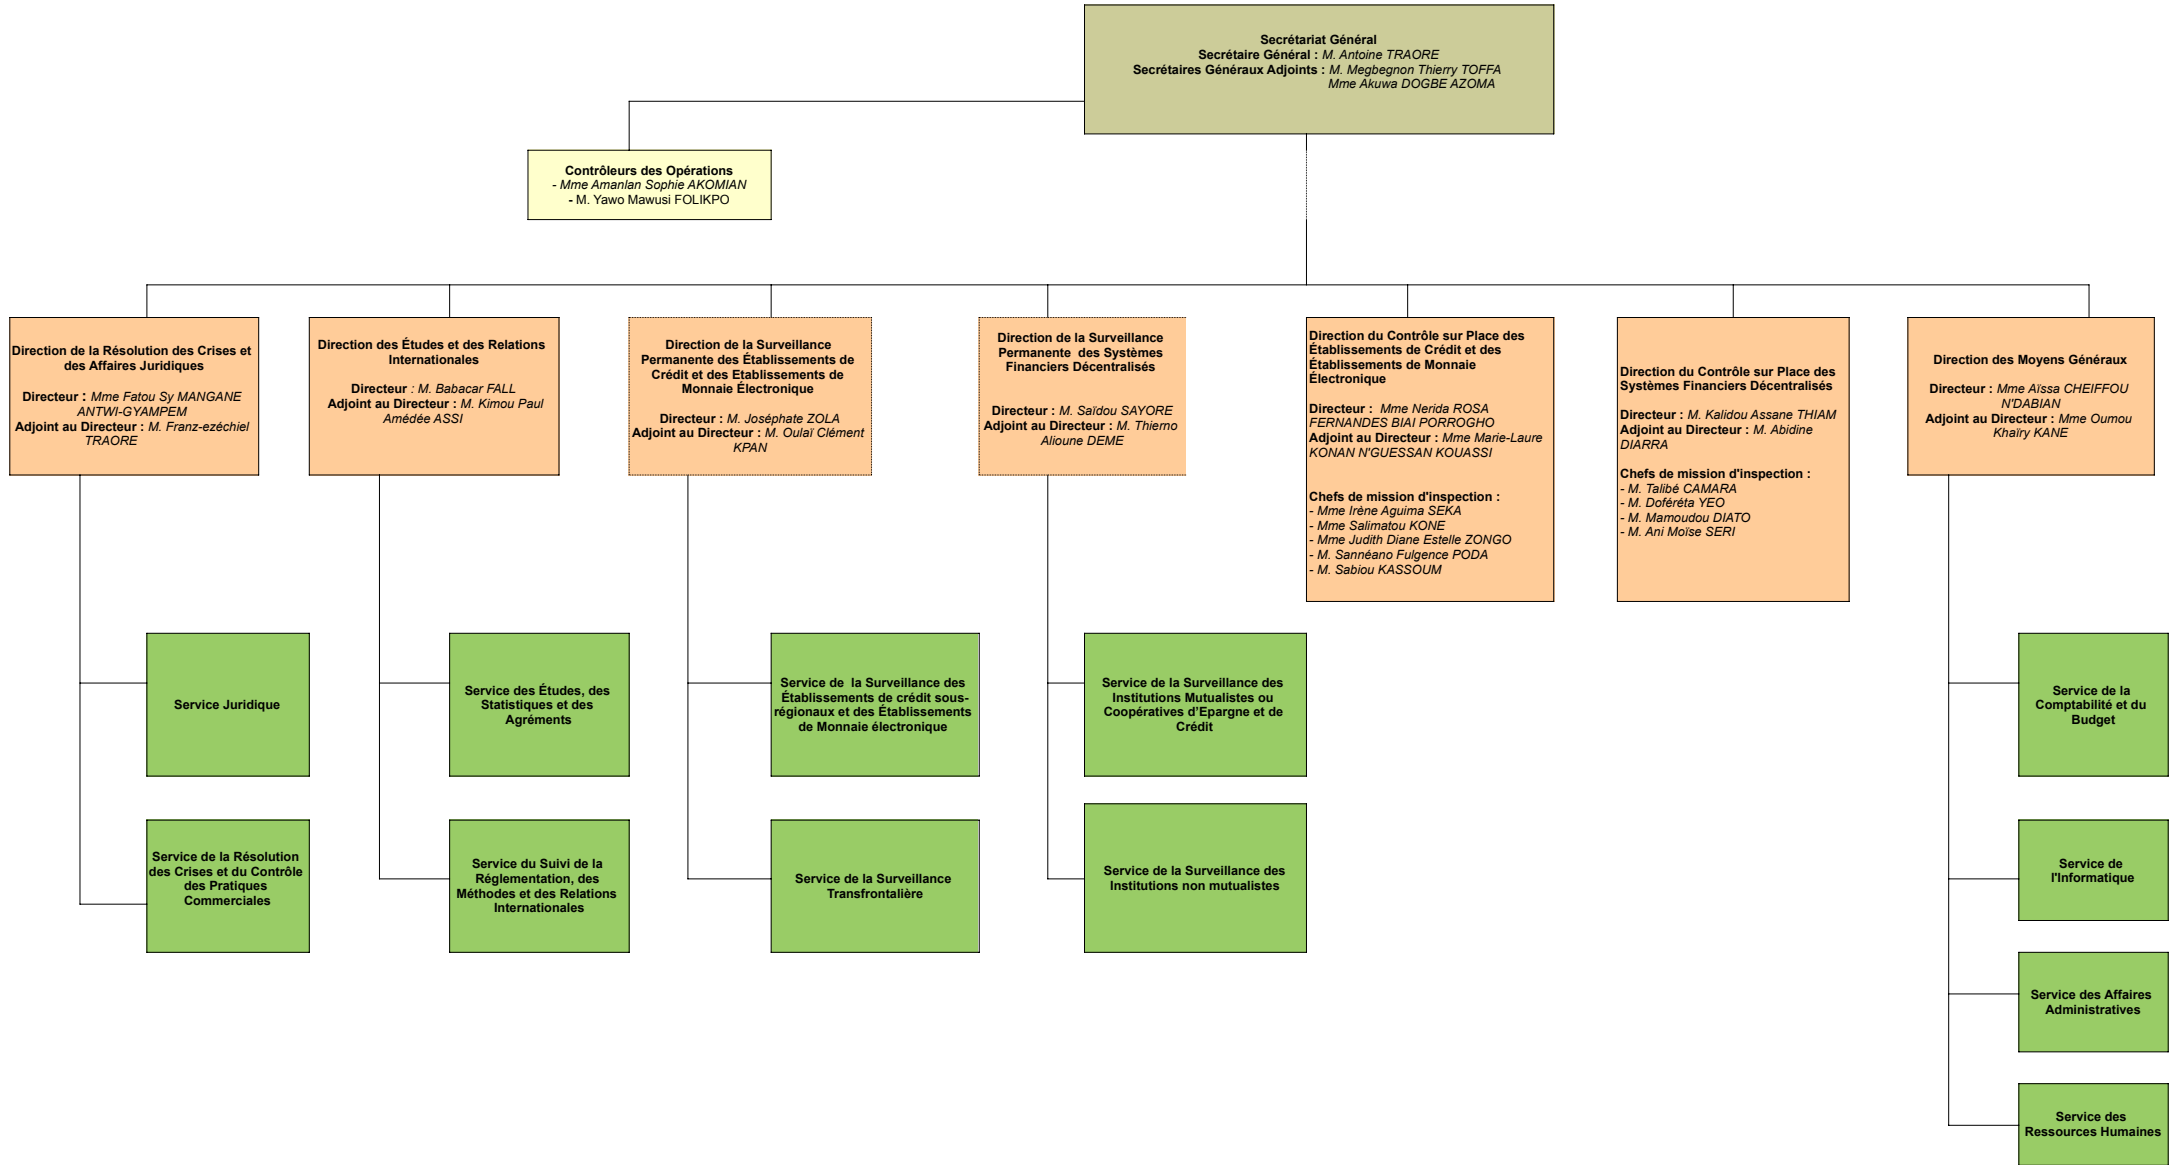 Secrétariat Général
Secrétaire Général : M. Antoine TRAORE
Secrétaires Généraux Adjoints : M. Megbegnon Thierry TOFFA
Mme Akuwa DOGBE AZOMA
Contrôleurs des Opérations
- Mme Amanlan Sophie AKOMIAN
- M. Yawo Mawusi FOLIKPO
Direction de la Résolution des Crises et
des Affaires Juridiques
Directeur : Mme Fatou Sy MANGANE
ANTWI-GYAMPEM
Adjoint au Directeur : M. Franz-ezéchiel
TRAORE
Direction des Études et des Relations
Internationales
Directeur : M. Babacar FALL
Adjoint au Directeur : M. Kimou Paul
Amédée ASSI
Direction de la Surveillance
Permanente des Établissements de
Crédit et des Etablissements de
Monnaie Électronique
Directeur : M. Joséphate ZOLA
Adjoint au Directeur : M. Oulaï Clément
KPAN
Direction de la Surveillance
Permanente  des Systèmes
Financiers Décentralisés
Directeur : M. Saïdou SAYORE
Adjoint au Directeur : M. Thierno
Alioune DEME
Direction du Contrôle sur Place des
Établissements de Crédit et des
Établissements de Monnaie
Électronique
Directeur :  Mme Nerida ROSA
FERNANDES BIAI PORROGHO
Adjoint au Directeur : Mme Marie-Laure
KONAN N'GUESSAN KOUASSI
Chefs de mission d'inspection :
- Mme Irène Aguima SEKA
- Mme Salimatou KONE
- Mme Judith Diane Estelle ZONGO
- M. Sannéano Fulgence PODA
- M. Sabiou KASSOUM
Direction du Contrôle sur Place des
Systèmes Financiers Décentralisés
Directeur : M. Kalidou Assane THIAM
Adjoint au Directeur : M. Abidine
DIARRA
Chefs de mission d'inspection :
- M. Talibé CAMARA
- M. Doféréta YEO
- M. Mamoudou DIATO
- M. Ani Moïse SERI
Direction des Moyens Généraux
Directeur : Mme Aïssa CHEIFFOU
N'DABIAN
Adjoint au Directeur : Mme Oumou
Khaïry KANE
Service Juridique
Service des Études, des
Statistiques et des
Agréments
Service de  la Surveillance des
Établissements de crédit sous-
régionaux et des Établissements
de Monnaie électronique
Service de la Surveillance des
Institutions Mutualistes ou
Coopératives d'Epargne et de
Crédit
Service de la
Comptabilité et du
Budget
Service de la Résolution
des Crises et du Contrôle
des Pratiques
Commerciales
Service du Suivi de la
Réglementation, des
Méthodes et des Relations
Internationales
Service de la Surveillance
Transfrontalière
Service de la Surveillance des
Institutions non mutualistes
Service de
l'Informatique
Service des Affaires
Administratives
Service des
Ressources Humaines